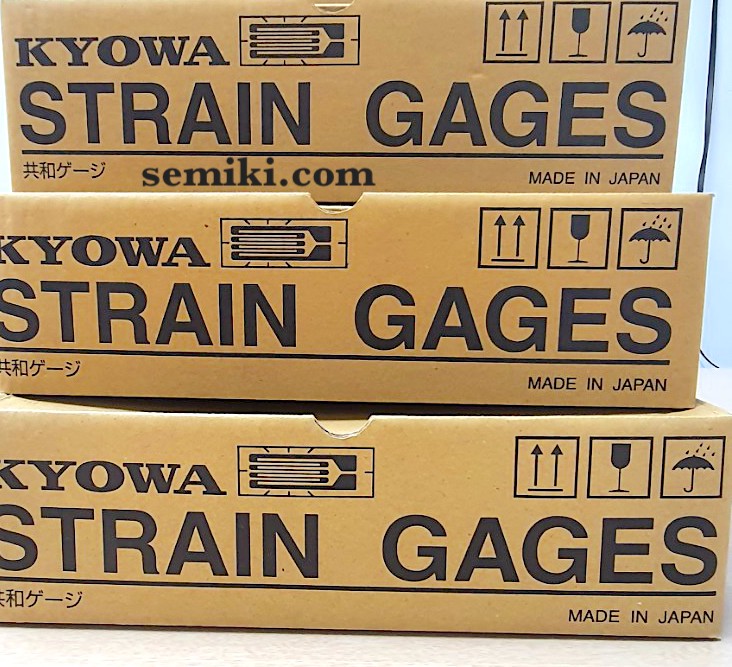 KYOWA
STRAIN GAGES
共和ゲージ semiki.com MADE IN JAPAN
KYOWA
STRAIN GAGES
共和ゲージ MADE IN JAPAN
KYOWA
STRAIN GAGES
共和ゲージ MADE IN JAPAN